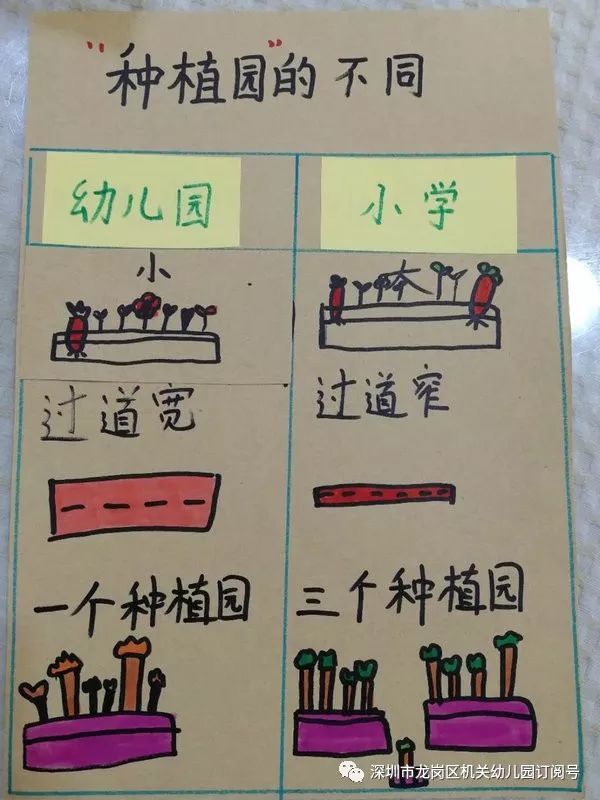 "种植园"的不同
幼儿园
小学
小
本
过道宽
过道窄
一个种植园
三个种植园
深圳市龙岗区机关幼儿园订阅号